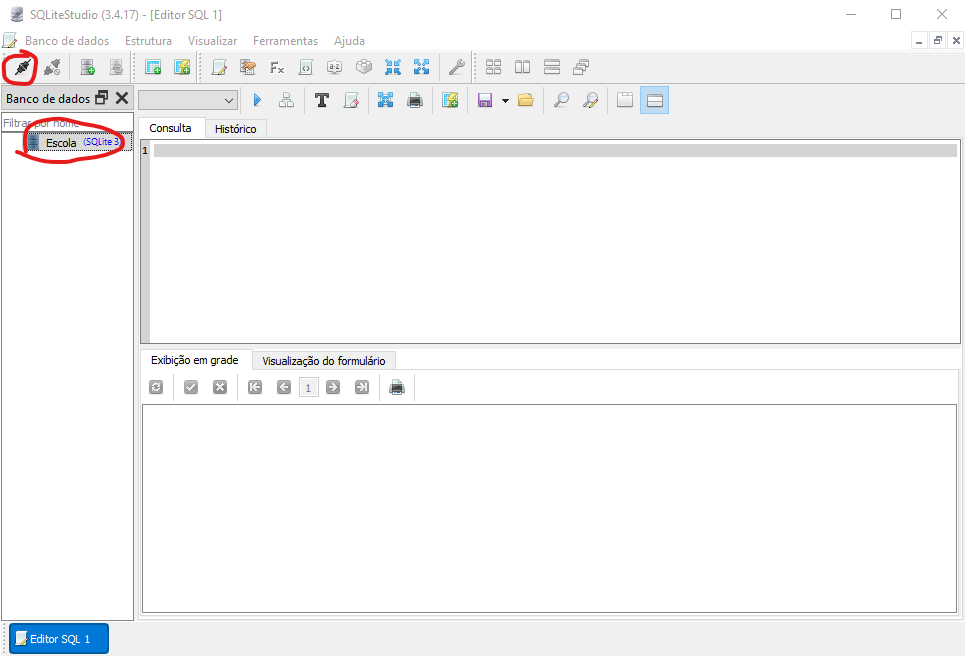 SQLiteStudio (3.4.17) - [Editor SQL 1]
Banco de dados Estrutura Visualizar Ferramentas Ajuda
Banco de dados
Filtrar por nome
Escola (SQLite 3)
Consulta Histórico
1
Exibição em grade Visualização do formulário
1
Editor SQL 1